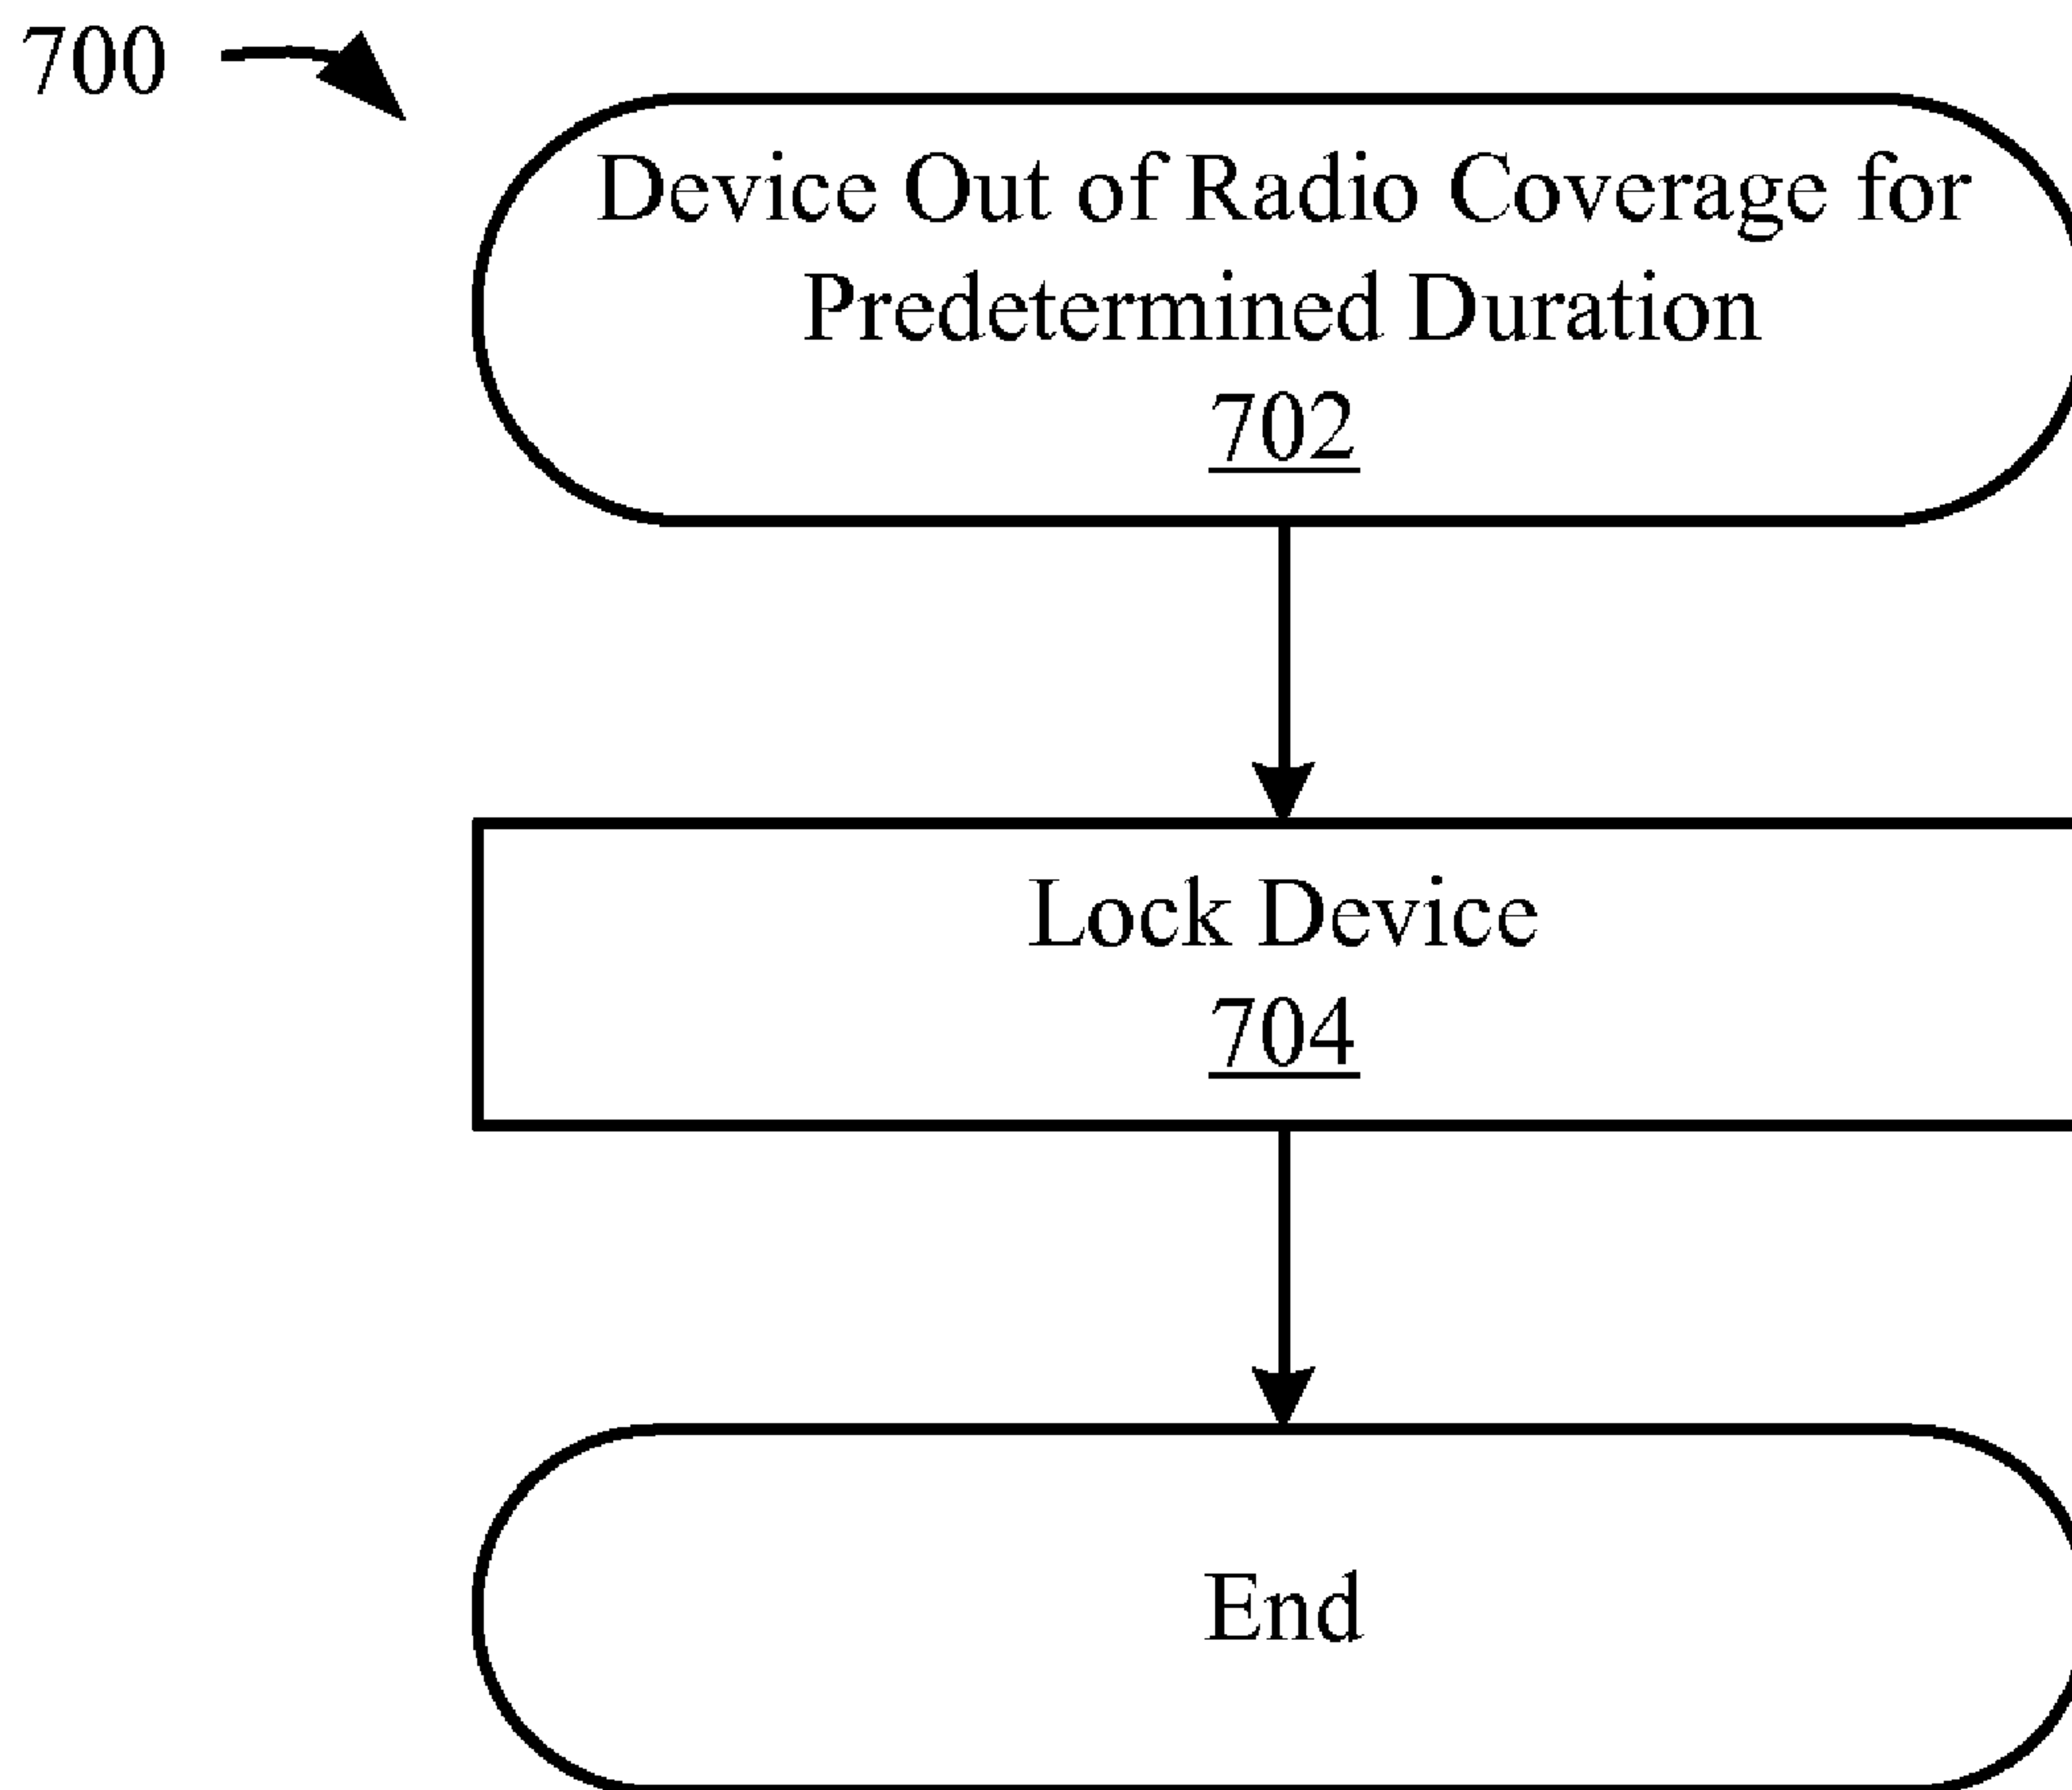 700
Device Out of Radio Coverage for
Predetermined Duration
702
Lock Device
704
End